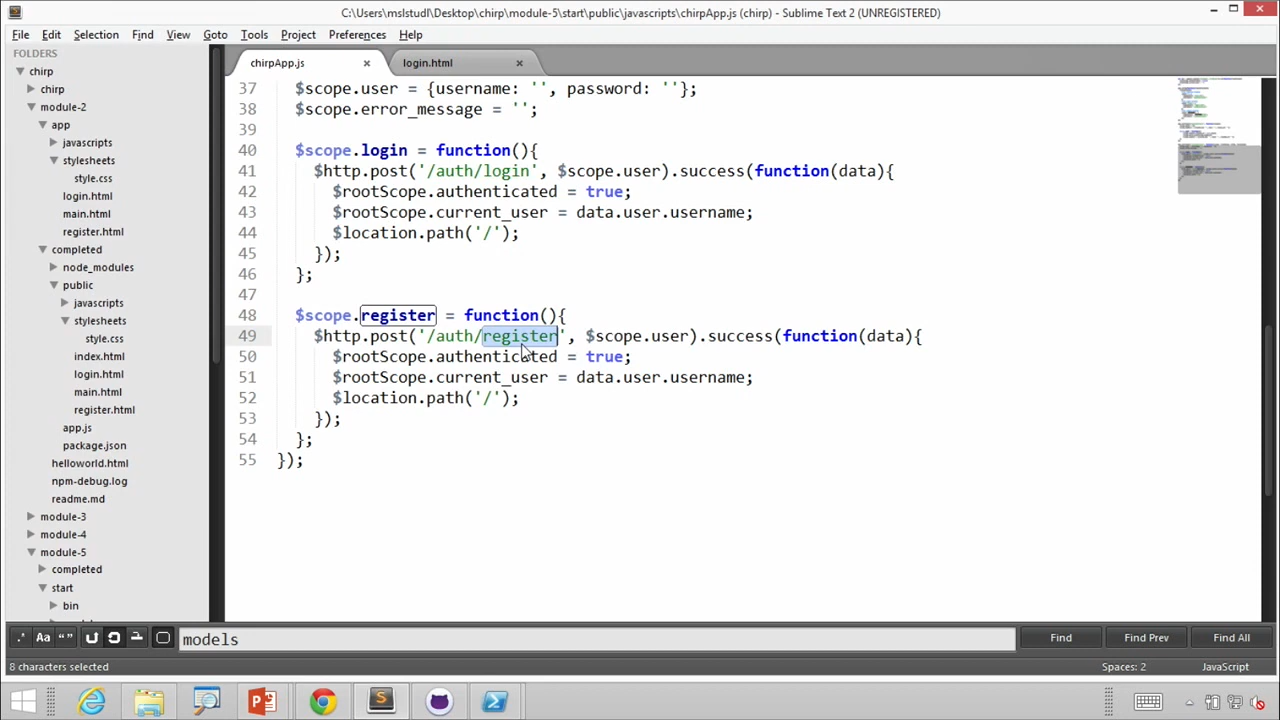 C:\Users\mslstudl\Desktop\chirp\module-5\start\public\javascripts\chirpApp.js (chirp) - Sublime Text 2 (UNREGISTERED)
File Edit Selection Find View Goto Tools Project Preferences Help
FOLDERS
chirp
chirp
module-2
app
javascripts
stylesheets
style.css
login.html
main.html
register.html
completed
node_modules
public
javascripts
stylesheets
style.css
index.html
login.html
main.html
register.html
app.js
package.json
helloworld.html
npm-debug.log
readme.md
module-3
module-4
module-5
completed
start
bin
chirpApp.js × login.html ×
37 $scope.user = {username: '', password: ''};
38 $scope.error_message = '';
39
40 $scope.login = function(){
41 $http.post('/auth/login', $scope.user).success(function(data){
42 $rootScope.authenticated = true;
43 $rootScope.current_user = data.user.username;
44 $location.path('/');
45 });
46 };
47
48 $scope.register = function(){
49 $http.post('/auth/register', $scope.user).success(function(data){
50 $rootScope.authenticated = true;
51 $rootScope.current_user = data.user.username;
52 $location.path('/');
53 });
54 };
55 });
.* Aa “” models Find Find Prev Find All
8 characters selected Spaces: 2 JavaScript